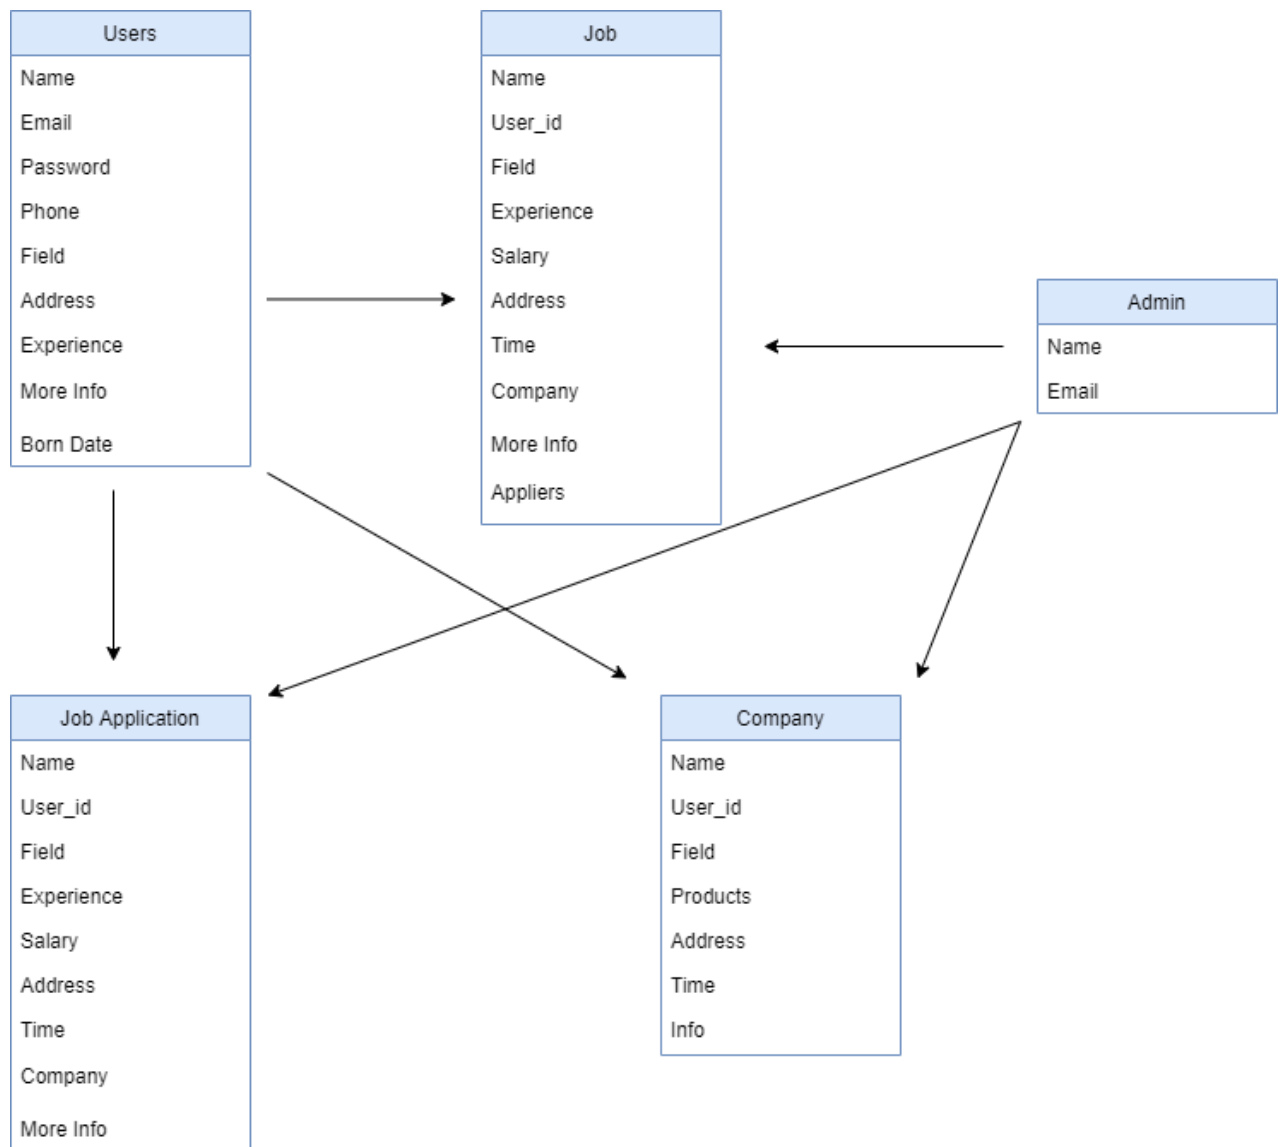 Users
Name
Email
Password
Phone
Field
Address
Experience
More Info
Born Date
Job
Name
User_id
Field
Experience
Salary
Address
Time
Company
More Info
Appliers
Admin
Name
Email
Job Application
Name
User_id
Field
Experience
Salary
Address
Time
Company
More Info
Company
Name
User_id
Field
Products
Address
Time
Info